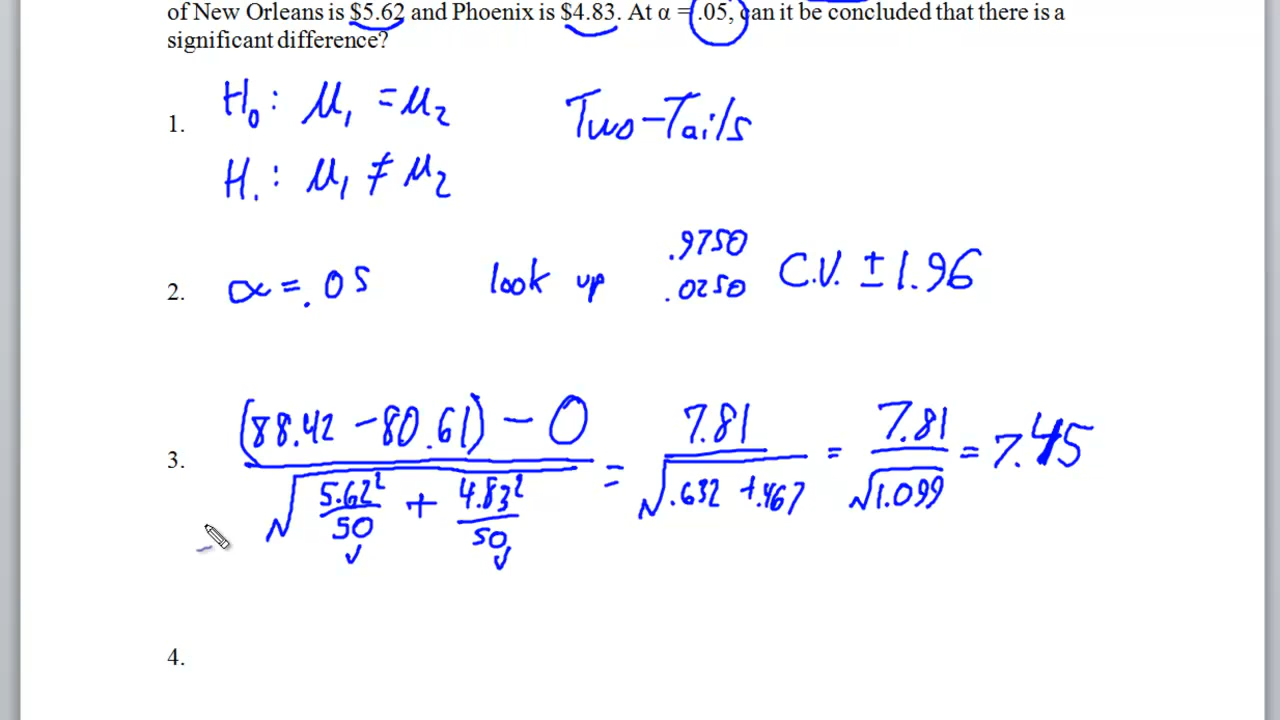 of New Orleans is $5.62 and Phoenix is $4.83. At α = .05, can it be concluded that there is a
significant difference?
1. H₀ : μ₁ = μ₂ Two-Tails
H₁ : μ₁ ≠ μ₂
2. α = .05 look up .9750 .0250 C.V. ± 1.96
3. (88.42 - 80.61) - 0 / √(5.62²/50 + 4.83²/50) = 7.81 / √(.632 + .467) = 7.81 / √1.099 = 7.45
4.